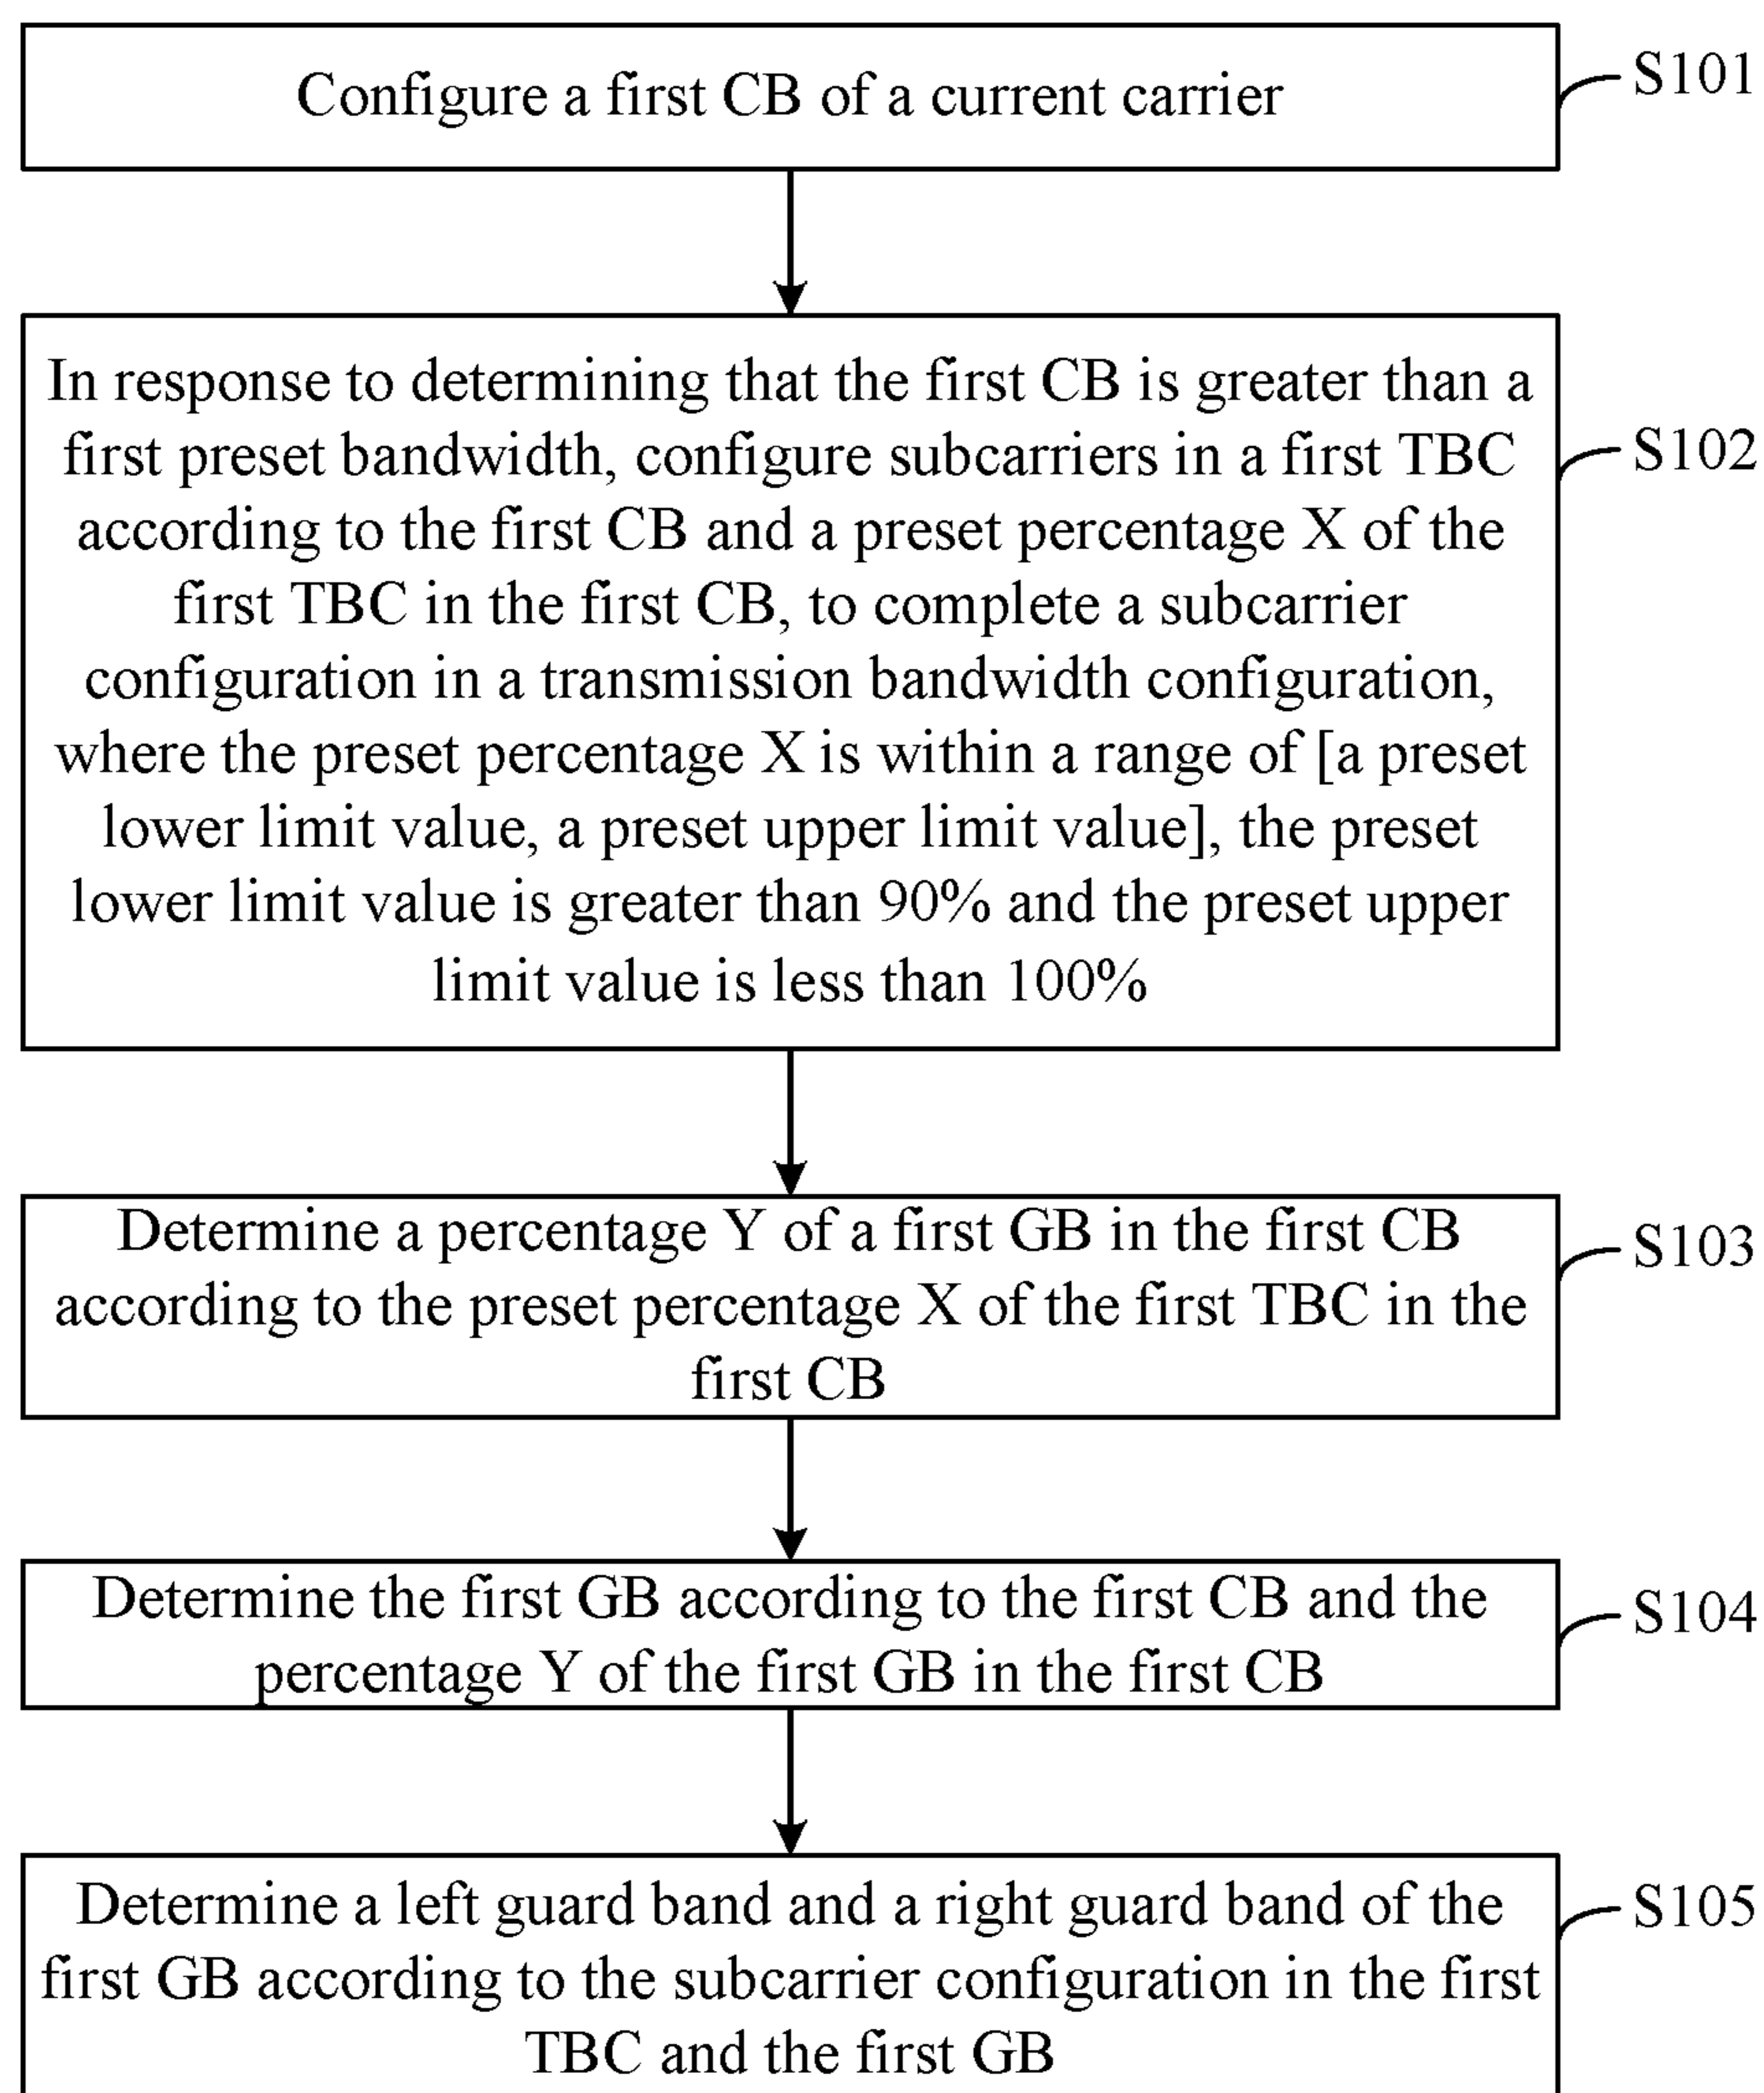 Configure a first CB of a current carrier
S101
In response to determining that the first CB is greater than a
first preset bandwidth, configure subcarriers in a first TBC
according to the first CB and a preset percentage X of the
first TBC in the first CB, to complete a subcarrier
configuration in a transmission bandwidth configuration,
where the preset percentage X is within a range of [a preset
lower limit value, a preset upper limit value], the preset
lower limit value is greater than 90% and the preset upper
limit value is less than 100%
S102
Determine a percentage Y of a first GB in the first CB
according to the preset percentage X of the first TBC in the
first CB
S103
Determine the first GB according to the first CB and the
percentage Y of the first GB in the first CB
S104
Determine a left guard band and a right guard band of the
first GB according to the subcarrier configuration in the first
TBC and the first GB
S105